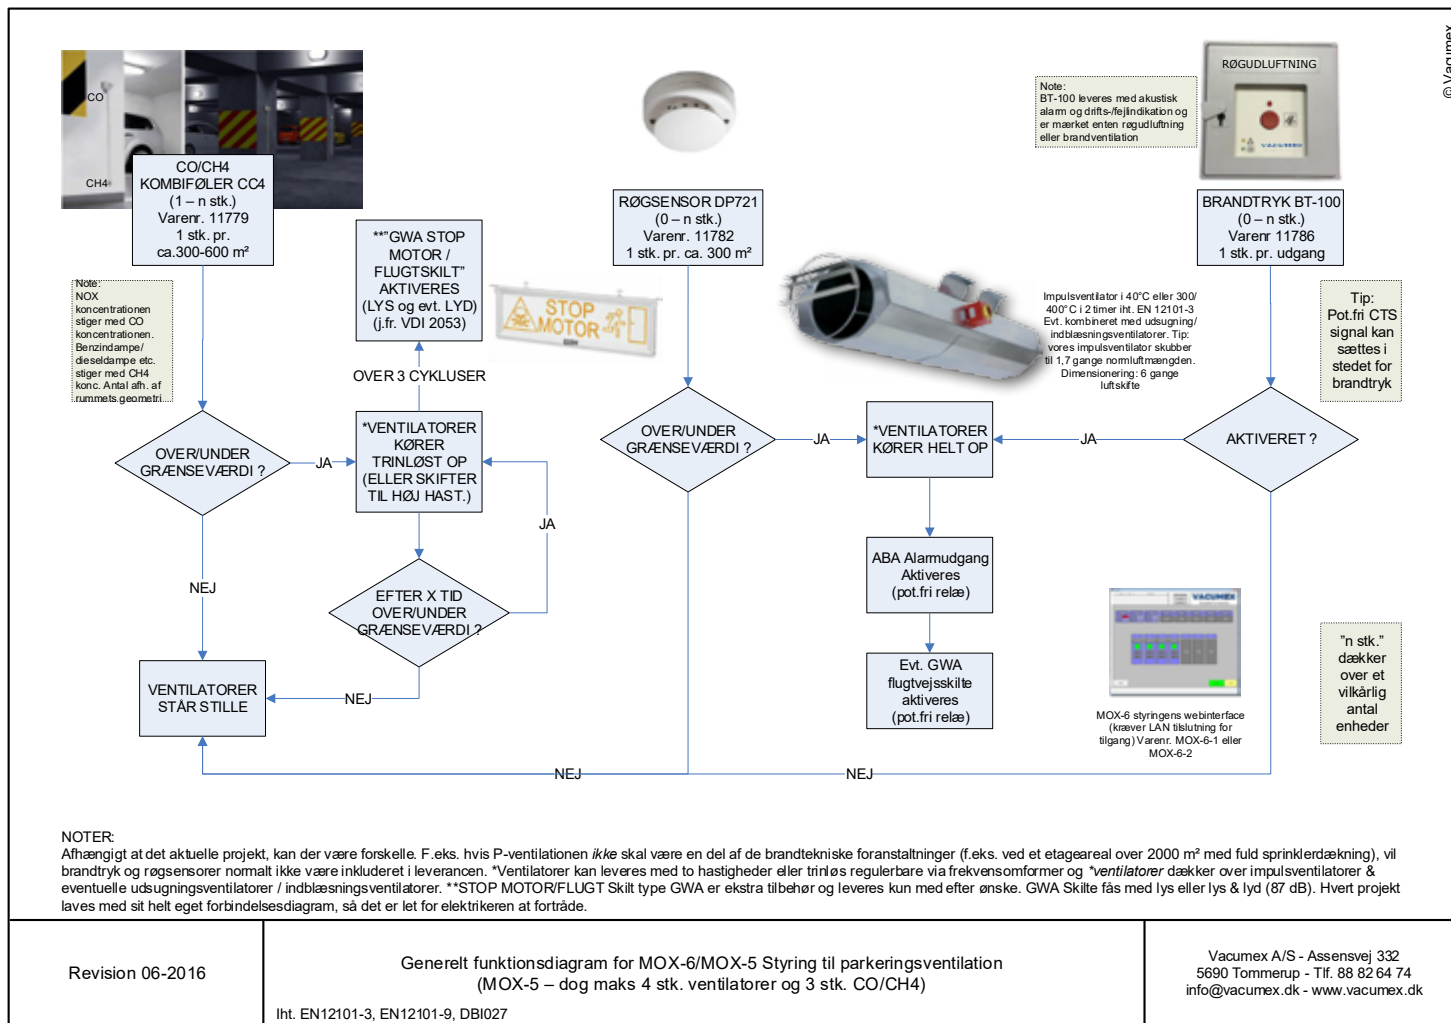 © Vacumex
CO
CH4
CO/CH4
KOMBIFØLER CC4
(1 – n stk.)
Varenr. 11779
1 stk. pr.
ca.300-600 m²
Note:
NOX
koncentrationen
stiger med CO
koncentrationen.
Benzindampe/
dieseldampe etc.
stiger med CH4
konc. Antal afh. af
rummets geometri
OVER/UNDER
GRÆNSEVÆRDI ?
JA
NEJ
VENTILATORER
STÅR STILLE
**"GWA STOP
MOTOR /
FLUGTSKILT"
AKTIVERES
(LYS og evt. LYD)
(j.fr. VDI 2053)
OVER 3 CYKLUSER
*VENTILATORER
KØRER
TRINLØST OP
(ELLER SKIFTER
TIL HØJ HAST.)
JA
EFTER X TID
OVER/UNDER
GRÆNSEVÆRDI ?
NEJ
STOP
MOTOR
RØGSENSOR DP721
(0 – n stk.)
Varenr. 11782
1 stk. pr. ca. 300 m²
OVER/UNDER
GRÆNSEVÆRDI ?
JA
NEJ
Impulsventilator i 40°C eller 300/
400°C i 2 timer iht. EN 12101-3
Evt. kombineret med udsugning/
indblæsningsventilatorer. Tip:
vores impulsventilator skubber
til 1,7 gange normluftmængden.
Dimensionering: 6 gange
luftskifte
*VENTILATORER
KØRER HELT OP
ABA Alarmudgang
Aktiveres
(pot.fri relæ)
Evt. GWA
flugtvejsskilte
aktiveres
(pot.fri relæ)
Note:
BT-100 leveres med akustisk
alarm og drifts-/fejlindikation og
er mærket enten røgudluftning
eller brandventilation
RØGUDLUFTNING
VACUMEX
BRANDTRYK BT-100
(0 – n stk.)
Varenr 11786
1 stk. pr. udgang
Tip:
Pot.fri CTS
signal kan
sættes i
stedet for
brandtryk
AKTIVERET ?
JA
NEJ
VACUMEX
MOX-6 styringens webinterface
(kræver LAN tilslutning for
tilgang) Varenr. MOX-6-1 eller
MOX-6-2
"n stk."
dækker
over et
vilkårlig
antal
enheder
NOTER:
Afhængigt at det aktuelle projekt, kan der være forskelle. F.eks. hvis P-ventilationen ikke skal være en del af de brandtekniske foranstaltninger (f.eks. ved et etageareal over 2000 m² med fuld sprinklerdækning), vil
brandtryk og røgsensorer normalt ikke være inkluderet i leverancen. *Ventilatorer kan leveres med to hastigheder eller trinløs regulerbare via frekvensomformer og *ventilatorer dækker over impulsventilatorer &
eventuelle udsugningsventilatorer / indblæsningsventilatorer. **STOP MOTOR/FLUGT Skilt type GWA er ekstra tilbehør og leveres kun med efter ønske. GWA Skilte fås med lys eller lys & lyd (87 dB). Hvert projekt
laves med sit helt eget forbindelsesdiagram, så det er let for elektrikeren at fortråde.
Revision 06-2016
Generelt funktionsdiagram for MOX-6/MOX-5 Styring til parkeringsventilation
(MOX-5 – dog maks 4 stk. ventilatorer og 3 stk. CO/CH4)
Iht. EN12101-3, EN12101-9, DBI027
Vacumex A/S - Assensvej 332
5690 Tommerup - Tlf. 88 82 64 74
info@vacumex.dk - www.vacumex.dk